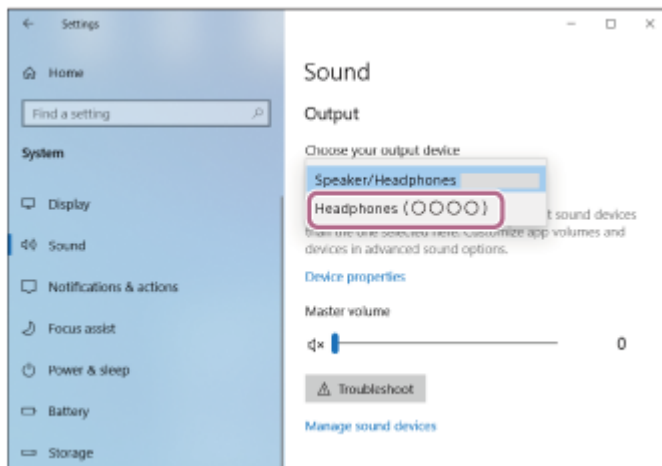 Settings
Home
Find a setting
System
Display
Sound
Notifications & actions
Focus assist
Power & sleep
Battery
Storage
Sound
Output
Choose your output device
Speaker/Headphones
Headphones (○○○○)
t sound devices
than the one selected here. Customize app volumes and
devices in advanced sound options.
Device properties
Master volume
0
Troubleshoot
Manage sound devices